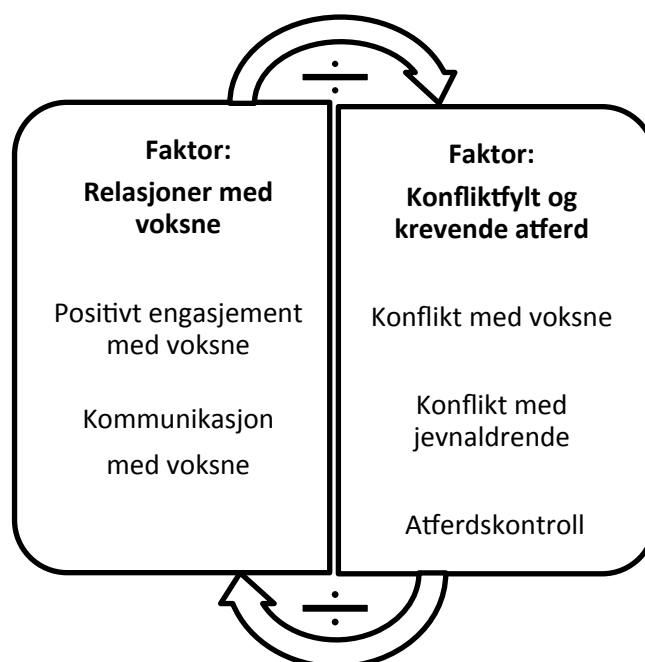 ÷
Faktor:
Relasjoner med
voksne
Positivt engasjement
med voksne
Kommunikasjon
med voksne
Faktor:
Konfliktfylt og
krevende atferd
Konflikt med voksne
Konflikt med
jevnaldrende
Atferdskontroll
÷